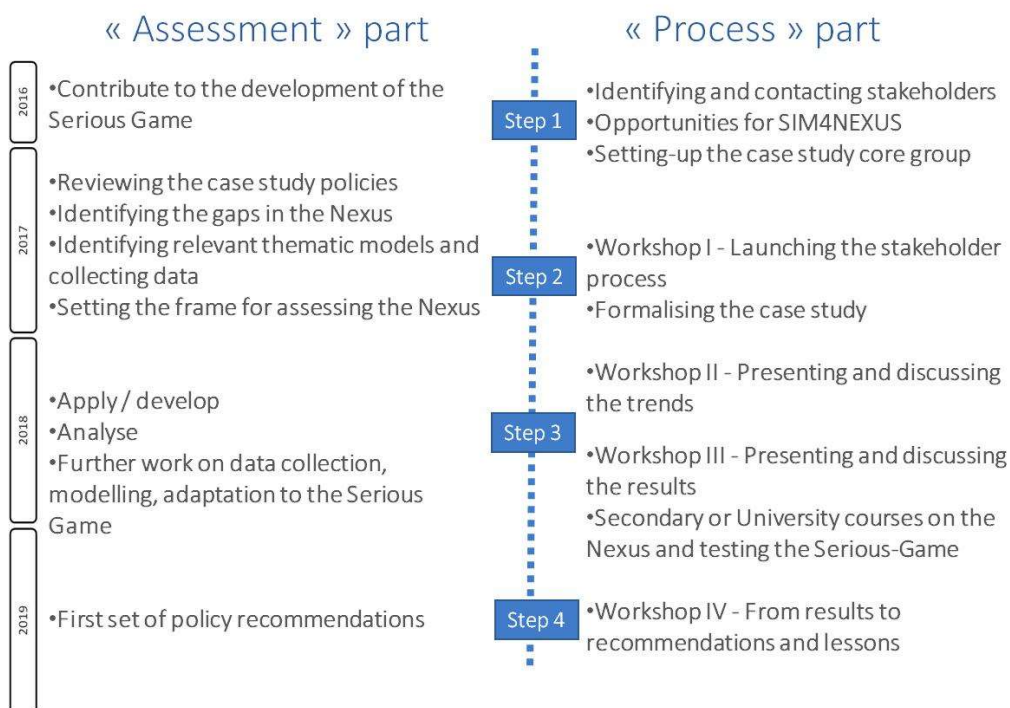 « Assessment » part
« Process » part
2016
•Contribute to the development of the
Serious Game
Step 1
•Identifying and contacting stakeholders
•Opportunities for SIM4NEXUS
•Setting-up the case study core group
2017
•Reviewing the case study policies
•Identifying the gaps in the Nexus
•Identifying relevant thematic models and
collecting data
•Setting the frame for assessing the Nexus
Step 2
•Workshop I - Launching the stakeholder
process
•Formalising the case study
2018
•Apply / develop
•Analyse
•Further work on data collection,
modelling, adaptation to the Serious
Game
Step 3
•Workshop II - Presenting and discussing
the trends
•Workshop III - Presenting and discussing
the results
•Secondary or University courses on the
Nexus and testing the Serious-Game
2019
•First set of policy recommendations
Step 4
•Workshop IV - From results to
recommendations and lessons